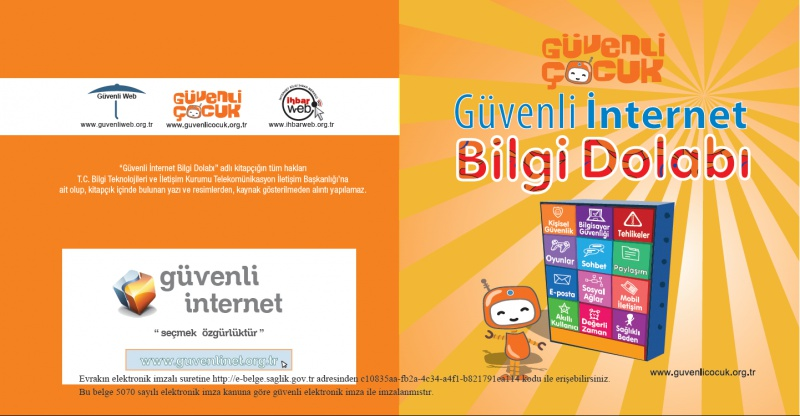 Güvenli Web
www.guvenliweb.org.tr
GÜVENLİ
ÇOCUK
www.guvenlicocuk.org.tr
ihbar
web
www.ihbarweb.org.tr
"Güvenli İnternet Bilgi Dolabı" adlı kitapçığın tüm hakları
T.C. Bilgi Teknolojileri ve İletişim Kurumu Telekomünikasyon İletişim Başkanlığı'na
ait olup, kitapçık içinde bulunan yazı ve resimlerden, kaynak gösterilmeden alıntı yapılamaz.
güvenli
internet
" seçmek özgürlüktür "
www.guvenlinet.org.tr
GÜVENLİ
ÇOCUK
Güvenli İnternet
Bilgi Dolabı
Kişisel Güvenlik
Bilgisayar Güvenliği
Tehlikeler
Oyunlar
Sohbet
Paylaşım
E-posta
Sosyal Ağlar
Mobil İletişim
Akıllı Kullanıcı
Değerli Zaman
Sağlıklı Beden
www.guvenlicocuk.org.tr
Evrakın elektronik imzalı suretine http://e-belge.saglik.gov.tr adresinden c10835aa-fb2a-4c34-a4f1-b821791ea114 kodu ile erişebilirsiniz.
Bu belge 5070 sayılı elektronik imza kanuna göre güvenli elektronik imza ile imzalanmıştır.